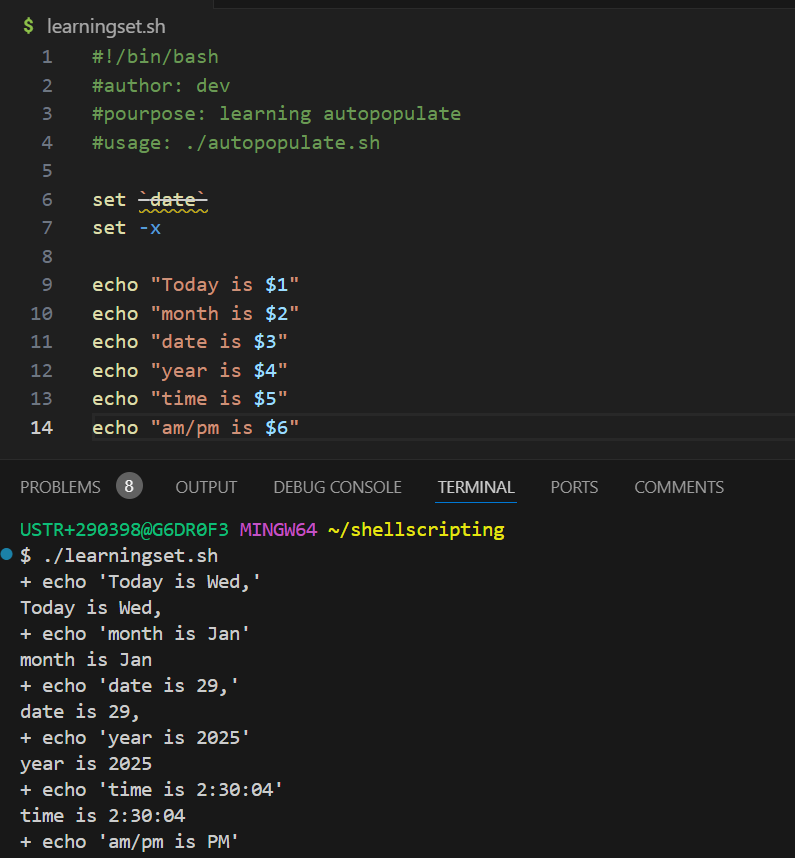 $ learningset.sh
1 #!/bin/bash
2 #author: dev
3 #pourpose: learning autopopulate
4 #usage: ./autopopulate.sh
5
6 set `date`
7 set -x
8
9 echo "Today is $1"
10 echo "month is $2"
11 echo "date is $3"
12 echo "year is $4"
13 echo "time is $5"
14 echo "am/pm is $6"
PROBLEMS 8 OUTPUT DEBUG CONSOLE TERMINAL PORTS COMMENTS
USTR+290398@G6DR0F3 MINGW64 ~/shellscripting
$ ./learningset.sh
+ echo 'Today is Wed,'
Today is Wed,
+ echo 'month is Jan'
month is Jan
+ echo 'date is 29,'
date is 29,
+ echo 'year is 2025'
year is 2025
+ echo 'time is 2:30:04'
time is 2:30:04
+ echo 'am/pm is PM'